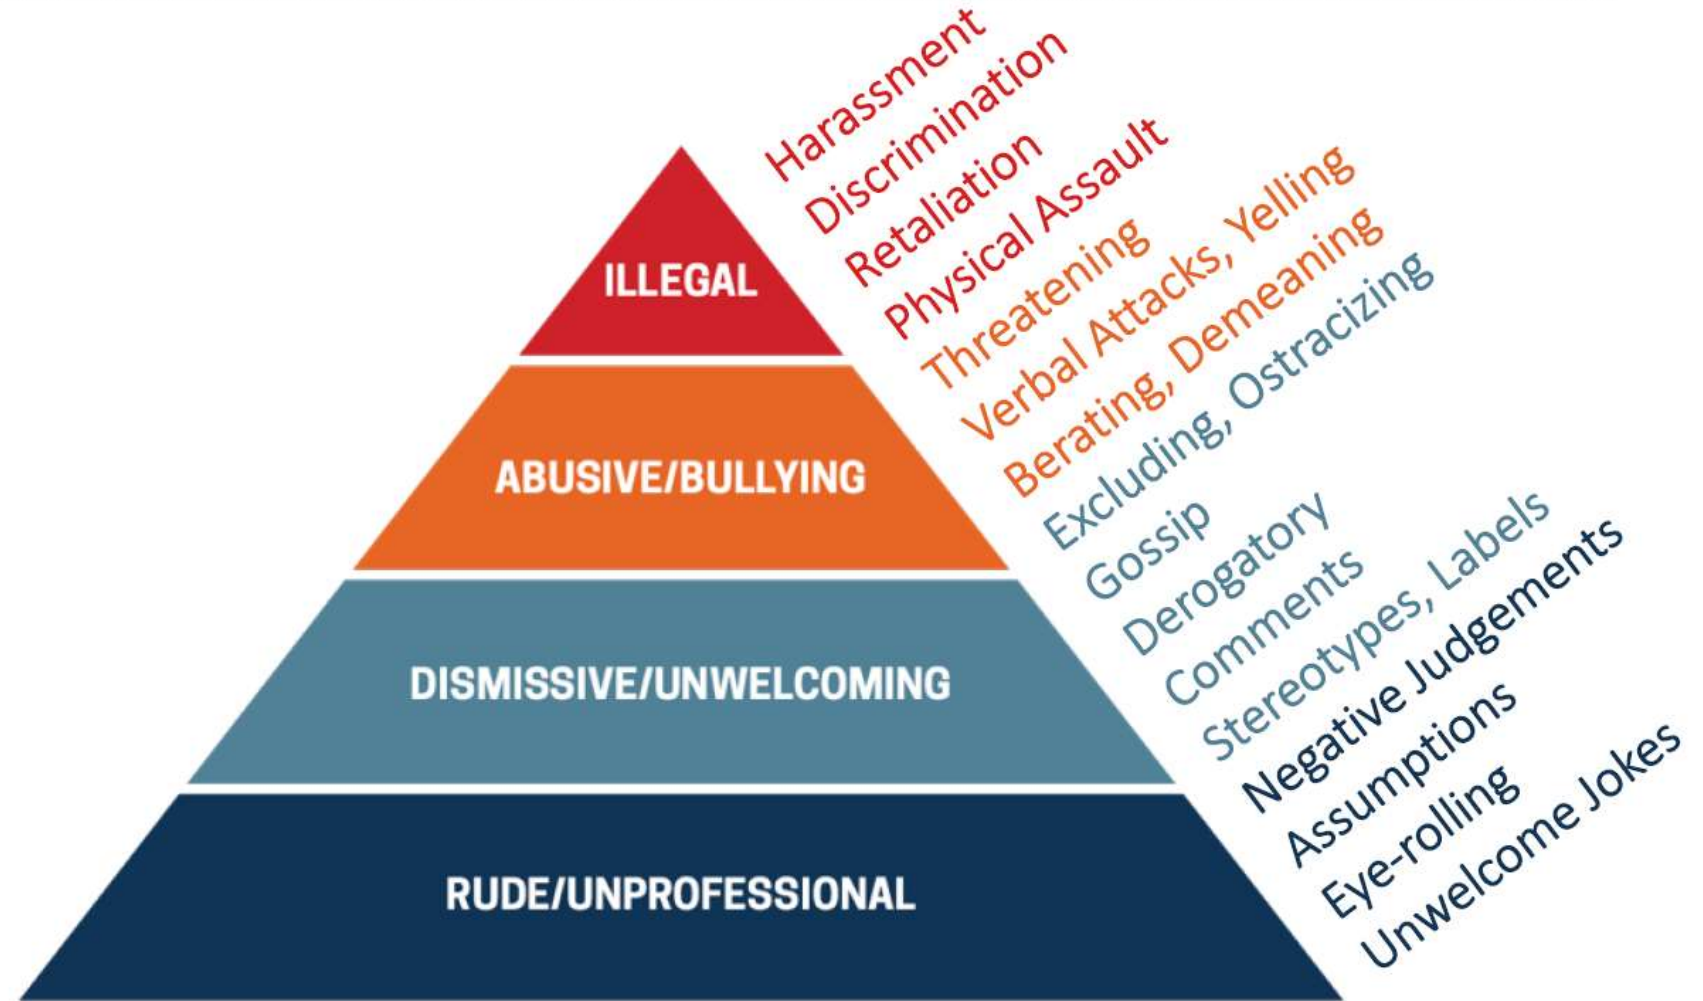 Harassment
Discrimination
Retaliation
Physical Assault
Threatening
Verbal Attacks, Yelling
Berating, Demeaning
Excluding, Ostracizing
Gossip
Derogatory
Comments
Stereotypes, Labels
Negative Judgements
Assumptions
Eye-rolling
Unwelcome Jokes
ILLEGAL
ABUSIVE/BULLYING
DISMISSIVE/UNWELCOMING
RUDE/UNPROFESSIONAL